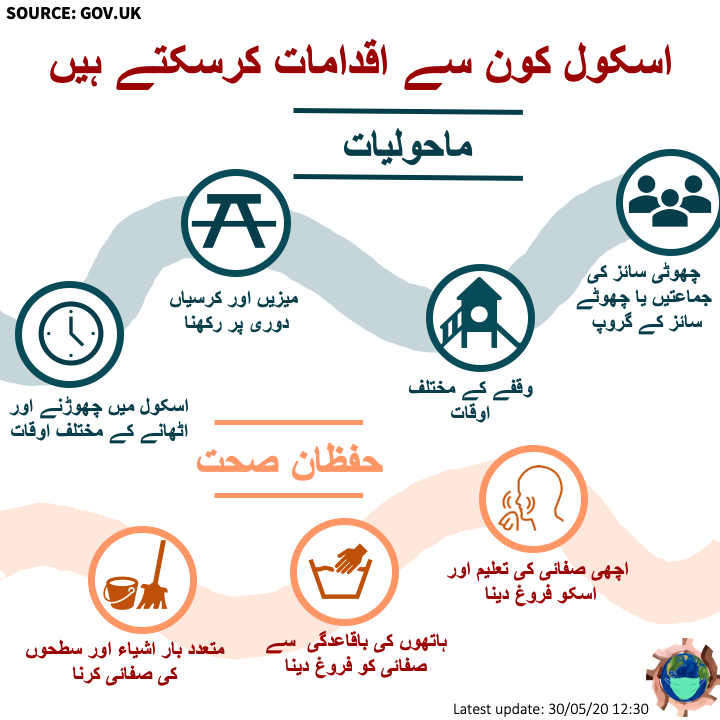 SOURCE: GOV.UK
اسکول کون سے اقدامات کرسکتے ہیں
ماحولیات
چھوٹی سائز کی
جماعتیں یا چھوٹے
سائز کے گروپ
میزیں اور کرسیاں
دوری پر رکھنا
وقفے کے مختلف
اوقات
اسکول میں چھوڑنے اور
اٹھانے کے مختلف اوقات
حفظان صحت
اچھی صفائی کی تعلیم اور
اسکو فروغ دینا
ہاتھوں کی باقاعدگی سے
صفائی کو فروغ دینا
متعدد بار اشیاء اور سطحوں
کی صفائی کرنا
Latest update: 30/05/20 12:30